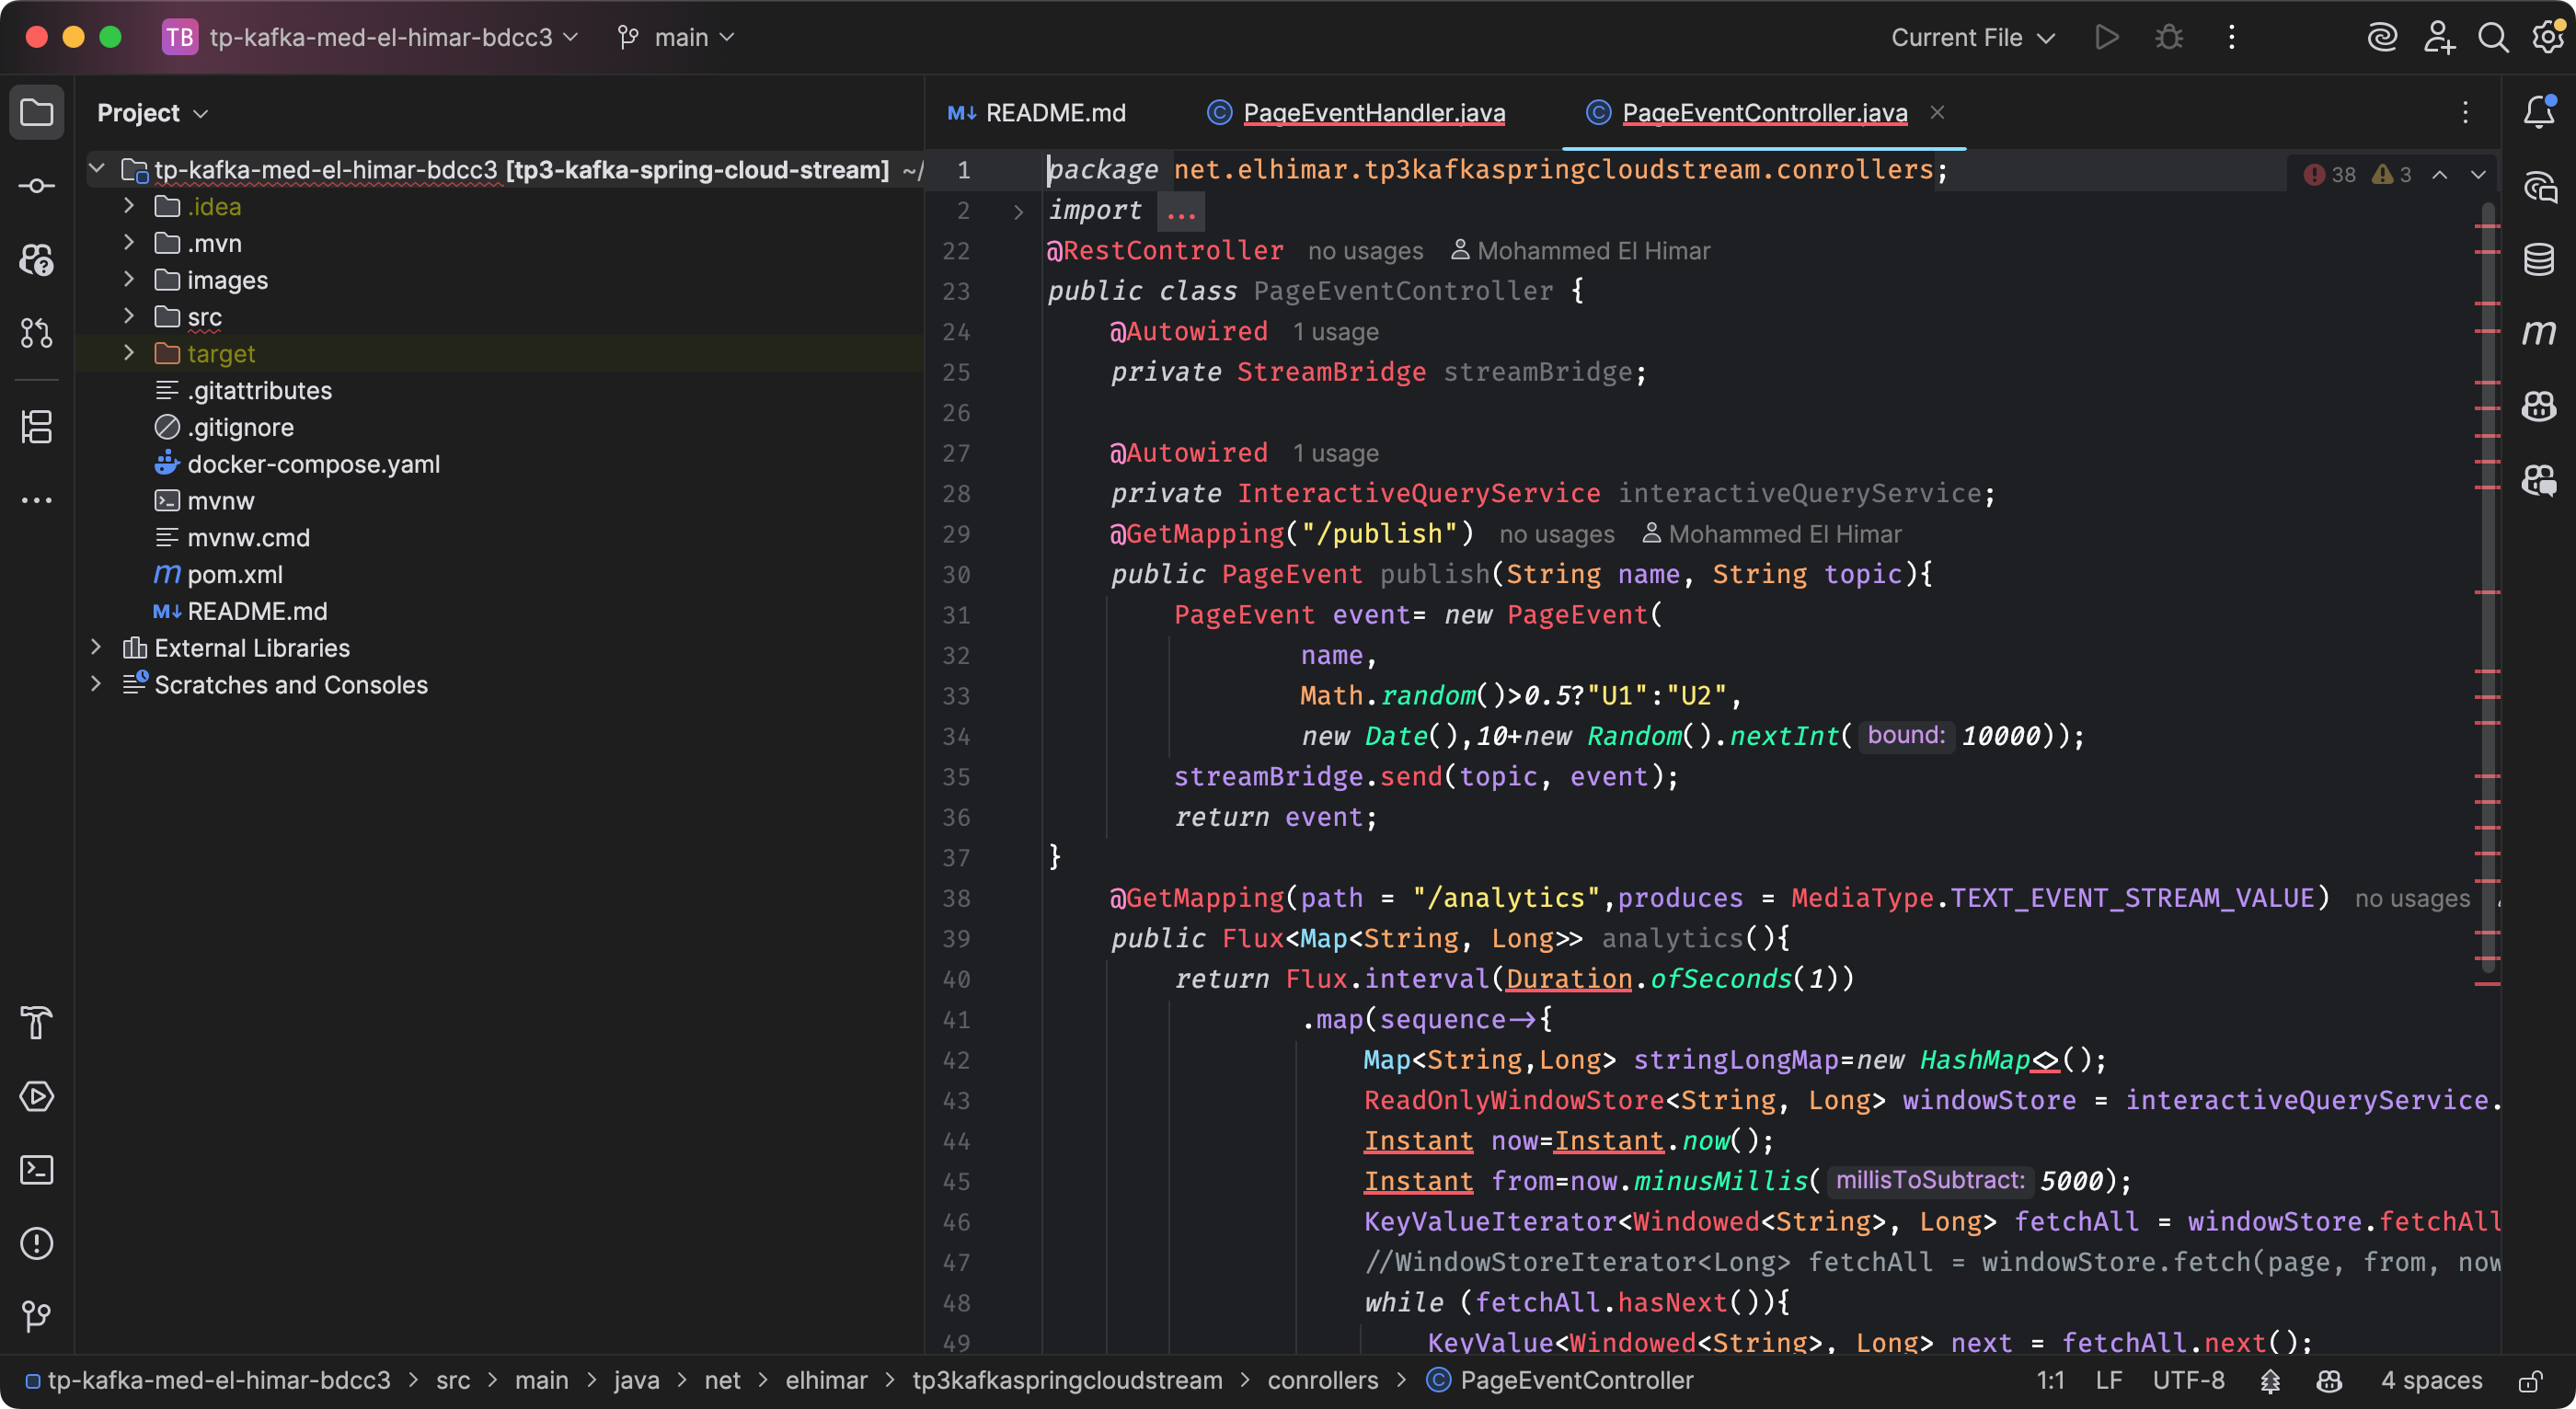 TB tp-kafka-med-el-himar-bdcc3 main Current File
Project
tp-kafka-med-el-himar-bdcc3 [tp3-kafka-spring-cloud-stream] ~/
.idea
.mvn
images
src
target
.gitattributes
.gitignore
docker-compose.yaml
mvnw
mvnw.cmd
m pom.xml
M↓ README.md
External Libraries
Scratches and Consoles
M↓ README.md C PageEventHandler.java C PageEventController.java
38 3
1 package net.elhimar.tp3kafkaspringcloudstream.conrollers;
2 import ...
22 @RestController no usages Mohammed El Himar
23 public class PageEventController {
24 @Autowired 1 usage
25 private StreamBridge streamBridge;
26
27 @Autowired 1 usage
28 private InteractiveQueryService interactiveQueryService;
29 @GetMapping("/publish") no usages Mohammed El Himar
30 public PageEvent publish(String name, String topic){
31 PageEvent event= new PageEvent(
32 name,
33 Math.random()>0.5?"U1":"U2",
34 new Date(),10+new Random().nextInt( bound: 10000));
35 streamBridge.send(topic, event);
36 return event;
37 }
38 @GetMapping(path = "/analytics",produces = MediaType.TEXT_EVENT_STREAM_VALUE) no usages
39 public Flux<Map<String, Long>> analytics(){
40 return Flux.interval(Duration.ofSeconds(1))
41 .map(sequence->{
42 Map<String,Long> stringLongMap=new HashMap<>();
43 ReadOnlyWindowStore<String, Long> windowStore = interactiveQueryService.
44 Instant now=Instant.now();
45 Instant from=now.minusMillis( millisToSubtract: 5000);
46 KeyValueIterator<Windowed<String>, Long> fetchAll = windowStore.fetchAll
47 //WindowStoreIterator<Long> fetchAll = windowStore.fetch(page, from, now
48 while (fetchAll.hasNext()){
49 KeyValue<Windowed<String>, Long> next = fetchAll.next();
m
tp-kafka-med-el-himar-bdcc3 > src > main > java > net > elhimar > tp3kafkaspringcloudstream > conrollers > C PageEventController 1:1 LF UTF-8 4 spaces